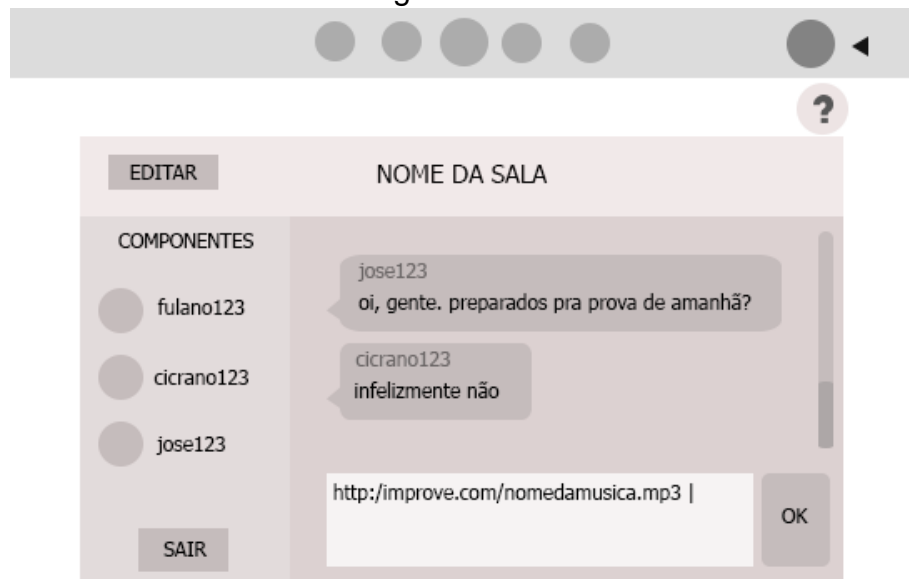 ?
EDITAR
NOME DA SALA
COMPONENTES
fulano123
cicrano123
jose123
SAIR
jose123
oi, gente. preparados pra prova de amanhã?
cicrano123
infelizmente não
http:/improve.com/nomedamusica.mp3 |
OK